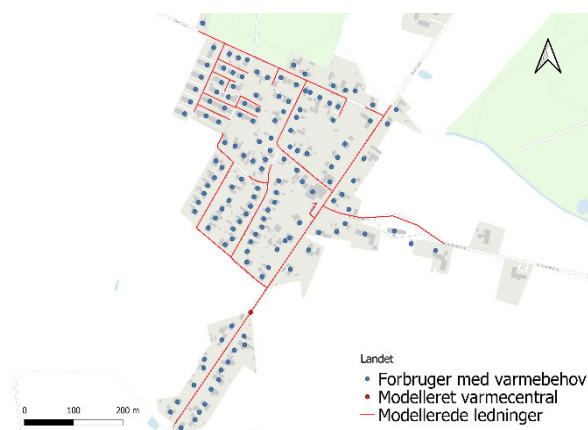 Landet
Forbruger med varmebehov
Modelleret varmecentral
Modellerede ledninger
0 100 200 m